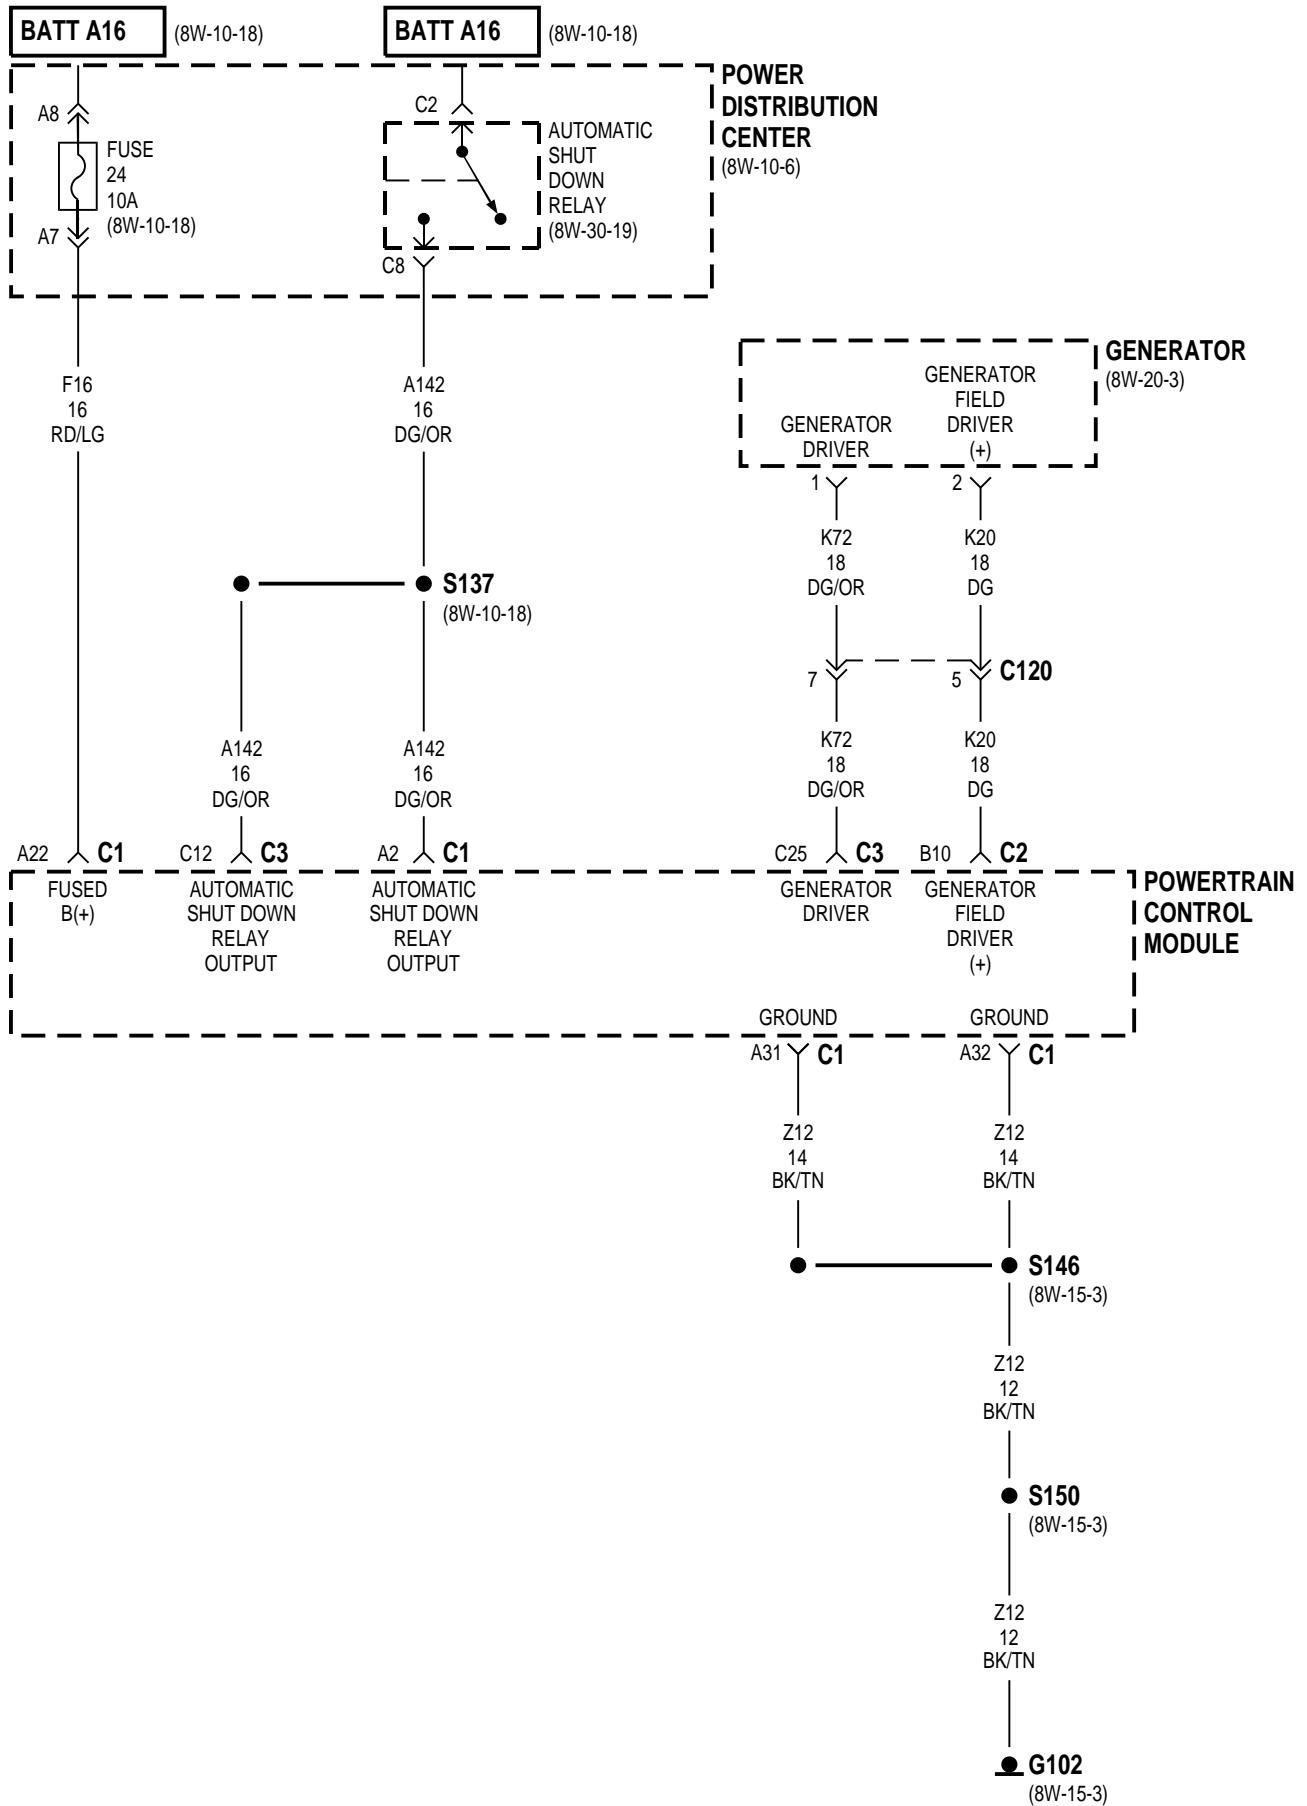 BATT A16
(8W-10-18)
BATT A16
(8W-10-18)
POWER
DISTRIBUTION
CENTER
(8W-10-6)
A8
FUSE
24
10A
(8W-10-18)
A7
C2
AUTOMATIC
SHUT
DOWN
RELAY
(8W-30-19)
C8
F16
16
RD/LG
A142
16
DG/OR
GENERATOR
(8W-20-3)
GENERATOR
DRIVER
GENERATOR
FIELD
DRIVER
(+)
1
2
K72
18
DG/OR
K20
18
DG
S137
(8W-10-18)
7
5
C120
A142
16
DG/OR
A142
16
DG/OR
K72
18
DG/OR
K20
18
DG
A22
C1
C12
C3
A2
C1
C25
C3
B10
C2
FUSED
B(+)
AUTOMATIC
SHUT DOWN
RELAY
OUTPUT
AUTOMATIC
SHUT DOWN
RELAY
OUTPUT
GENERATOR
DRIVER
GENERATOR
FIELD
DRIVER
(+)
POWERTRAIN
CONTROL
MODULE
GROUND
GROUND
A31
C1
A32
C1
Z12
14
BK/TN
Z12
14
BK/TN
S146
(8W-15-3)
Z12
12
BK/TN
S150
(8W-15-3)
Z12
12
BK/TN
G102
(8W-15-3)